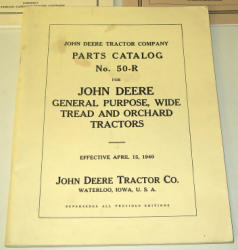 JOHN DEERE TRACTOR COMPANY
PARTS CATALOG
No. 50-R
FOR
JOHN DEERE
GENERAL PURPOSE, WIDE
TREAD AND ORCHARD
TRACTORS
EFFECTIVE APRIL 15, 1940
JOHN DEERE TRACTOR CO.
WATERLOO, IOWA, U. S. A.
SUPERSEDES ALL PREVIOUS EDITIONS